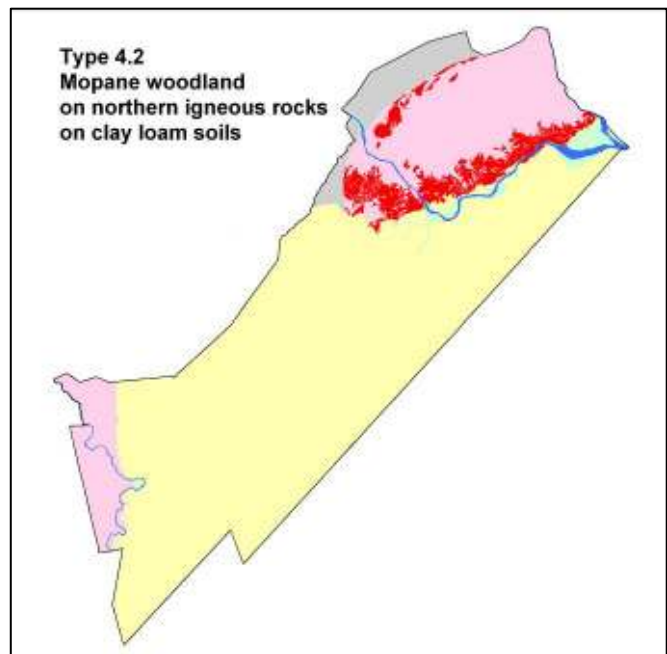 Type 4.2
Mopane woodland
on northern igneous rocks
on clay loam soils